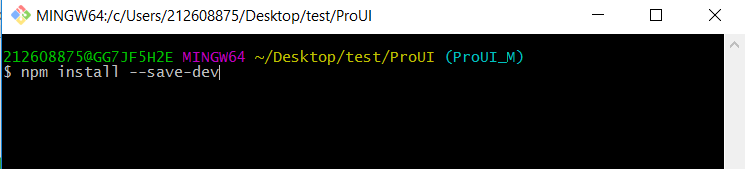 MINGW64:/c/Users/212608875/Desktop/test/ProUI
212608875@GG7JF5H2E MINGW64 ~/Desktop/test/ProUI (ProUI_M)
$ npm install --save-dev